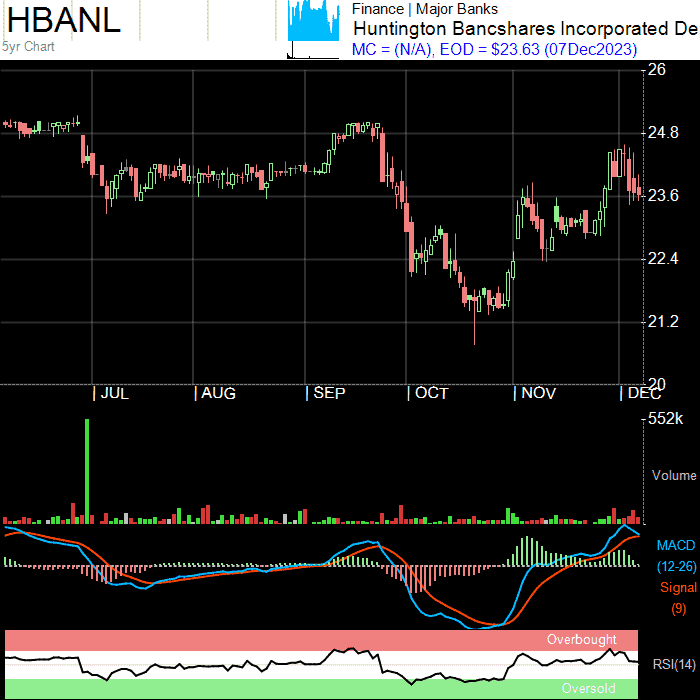 HBANL
5yr Chart
Finance | Major Banks
Huntington Bancshares Incorporated De
MC = (N/A), EOD = $23.63 (07Dec2023)
26
24.8
23.6
22.4
21.2
20
JUL AUG SEP OCT NOV DEC
552k
Volume
MACD
(12-26)
Signal
(9)
Overbought
RSI(14)
Oversold